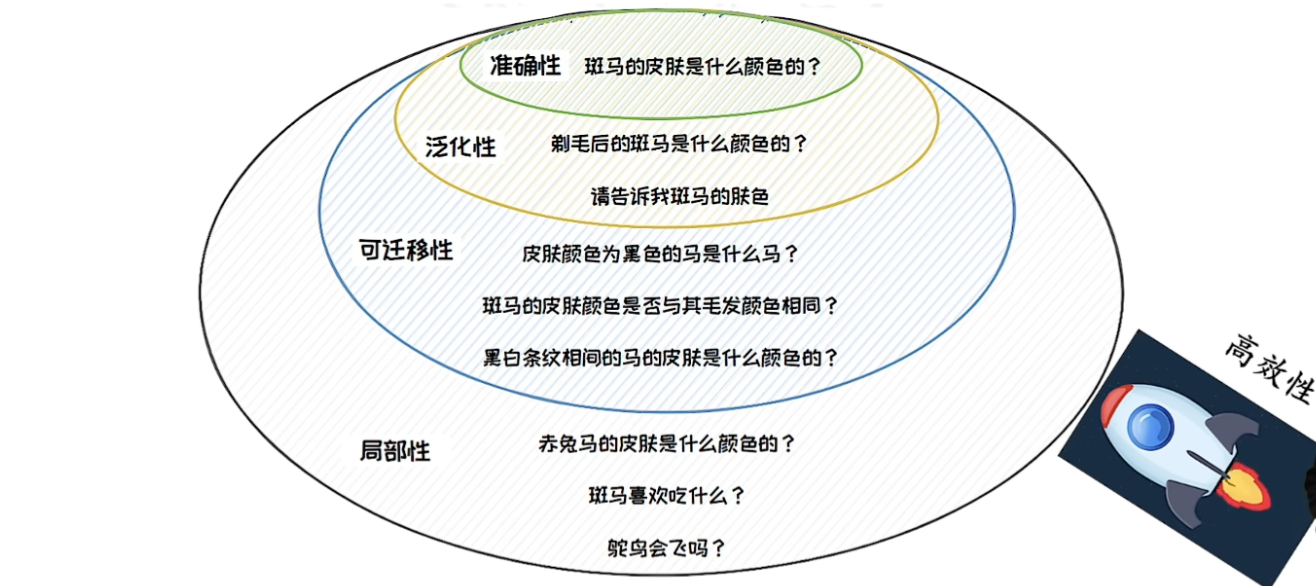 准确性 斑马的皮肤是什么颜色的？
泛化性 剃毛后的斑马是什么颜色的？
请告诉我斑马的肤色
可迁移性 皮肤颜色为黑色的马是什么马？
斑马的皮肤颜色是否与其毛发颜色相同？
黑白条纹相间的马的皮肤是什么颜色的？
高效性
局部性 赤兔马的皮肤是什么颜色的？
斑马喜欢吃什么？
鸵鸟会飞吗？